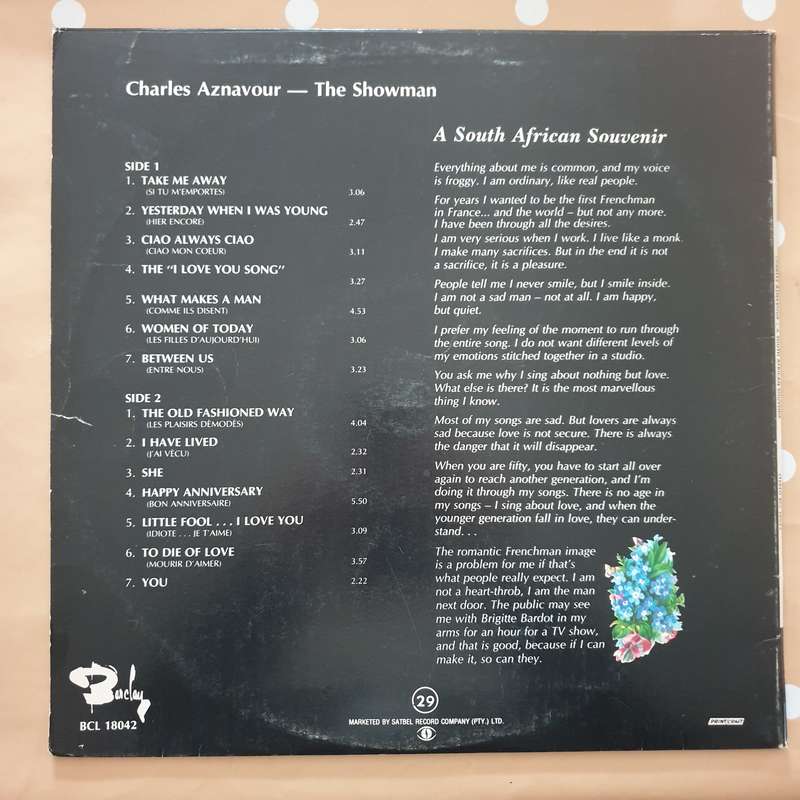 Charles Aznavour — The Showman
A South African Souvenir
SIDE 1
1. TAKE ME AWAY
(SI TU M'EMPORTES) 3.06
2. YESTERDAY WHEN I WAS YOUNG
(HIER ENCORE) 2.47
3. CIAO ALWAYS CIAO
(CIAO MON COEUR) 3.11
4. THE "I LOVE YOU SONG"
3.27
5. WHAT MAKES A MAN
(COMME ILS DISENT) 4.53
6. WOMEN OF TODAY
(LES FILLES D'AUJOURD'HUI) 3.06
7. BETWEEN US
(ENTRE NOUS) 3.23
SIDE 2
1. THE OLD FASHIONED WAY
(LES PLAISIRS DÈMODÈS) 4.04
2. I HAVE LIVED
(J'AI VÈCU) 2.32
3. SHE 2.31
4. HAPPY ANNIVERSARY
(BON ANNIVERSAIRE) 5.50
5. LITTLE FOOL . . . I LOVE YOU
(IDIOTE . . . JE T'AIME) 3.09
6. TO DIE OF LOVE
(MOURIR D'AIMER) 3.57
7. YOU 2.22
Everything about me is common, and my voice
is froggy. I am ordinary, like real people.
For years I wanted to be the first Frenchman
in France... and the world – but not any more.
I have been through all the desires.
I am very serious when I work. I live like a monk.
I make many sacrifices. But in the end it is not
a sacrifice, it is a pleasure.
People tell me I never smile, but I smile inside.
I am not a sad man – not at all. I am happy,
but quiet.
I prefer my feeling of the moment to run through
the entire song. I do not want different levels of
my emotions stitched together in a studio.
You ask me why I sing about nothing but love.
What else is there? It is the most marvellous
thing I know.
Most of my songs are sad. But lovers are always
sad because love is not secure. There is always
the danger that it will disappear.
When you are fifty, you have to start all over
again to reach another generation, and I'm
doing it through my songs. There is no age in
my songs – I sing about love, and when the
younger generation fall in love, they can under-
stand. . .
The romantic Frenchman image
is a problem for me if that's
what people really expect. I am
not a heart-throb, I am the man
next door. The public may see
me with Brigitte Bardot in my
arms for an hour for a TV show,
and that is good, because if I can
make it, so can they.
Barclay
BCL 18042
29
MARKETED BY SATBEL RECORD COMPANY (PTY.) LTD.
PRINTCRAFT